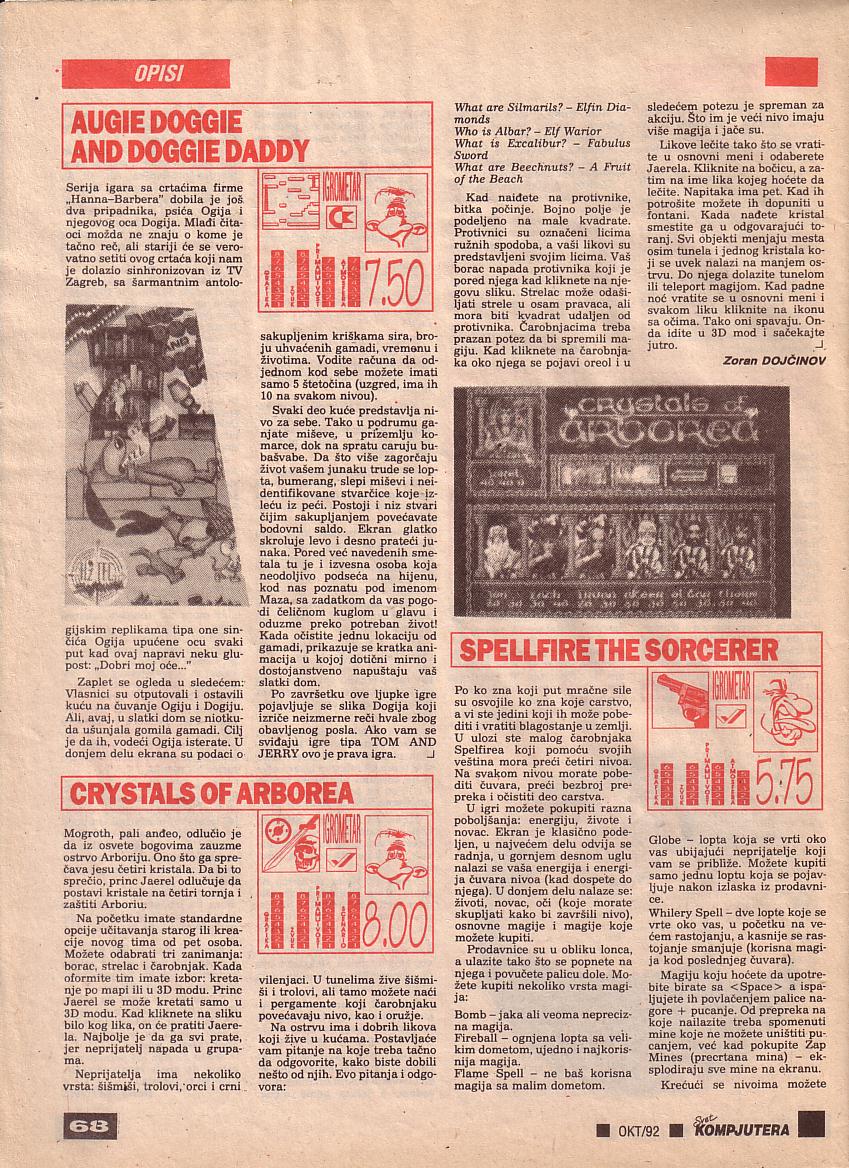 OPISI
AUGIE DOGGIE
AND DOGGIE DADDY
Serija igara sa crtaćima firme
„Hanna–Barbera” dobila je još
dva pripadnika, psića Ogija i
njegovog oca Dogija. Mlađi čita-
oci možda ne znaju o kome je
tačno reč, ali stariji će se vero-
vatno setiti ovog crtaća koji nam
je dolazio sinhronizovan iz TV
Zagreb, sa šarmantnim antolo-
IGROMETAR
GRAFIKA
ZVUK
PRIMAMLJIVOST
ATMOSFERA
7.50
gijskim replikama tipa one sin-
čića Ogija upućene ocu svaki
put kad ovaj napravi neku glu-
post: „Dobri moj oće...”
Zaplet se ogleda u sledećem:
Vlasnici su otputovali i ostavili
kuću na čuvanje Ogiju i Dogiju.
Ali, avaj, u slatki dom se niotku-
da ušunjala gomila gamadi. Cilj
je da ih, vodeći Ogija isterate. U
donjem delu ekrana su podaci o
sakupljenim kriškama sira, bro-
ju uhvaćenih gamadi, vremenu i
životima. Vodite računa da od-
jednom kod sebe možete imati
samo 5 štetočina (uzgred, ima ih
10 na svakom nivou).
Svaki deo kuće predstavlja ni-
vo za sebe. Tako u podrumu ga-
njate miševe, u prizemlju ko-
marce, dok na spratu caruju bu-
bašvabe. Da što više zagorčaju
život vašem junaku trude se lop-
ta, bumerang, slepi miševi i nei-
dentifikovane stvarčice koje iz-
leću iz peći. Postoji i niz stvari
čijim sakupljanjem povećavate
bodovni saldo. Ekran glatko
skroluje levo i desno prateći ju-
naka. Pored već navedenih sme-
tala tu je i izvesna osoba koja
neodoljivo podseća na hijenu,
kod nas poznatu pod imenom
Maza, sa zadatkom da vas pogo-
di čeličnom kuglom u glavu i
oduzme preko potreban život!
Kada očistite jednu lokaciju od
gamadi, prikazuje se kratka ani-
macija u kojoj dotični mirno i
dostojanstveno napuštaju vaš
slatki dom.
Po završetku ove ljupke igre
pojavljuje se slika Dogija koji
izriče neizmerne reči hvale zbog
obavljenog posla. Ako vam se
sviđaju igre tipa TOM AND
JERRY ovo je prava igra.
CRYSTALS OF ARBOREA
Mogroth, pali anđeo, odlučio je
da iz osvete bogovima zauzme
ostrvo Arboriju. Ono što ga spre-
čava jesu četiri kristala. Da bi to
sprečio, princ Jaerel odlučuje da
postavi kristale na četiri tornja i
zaštiti Arboriu.
Na početku imate standardne
opcije učitavanja starog ili krea-
cije novog tima od pet osoba.
Možete odabrati tri zanimanja:
borac, strelac i čarobnjak. Kada
oformite tim imate izbor: kreta-
nje po mapi ili u 3D modu. Princ
Jaerel se može kretati samo u
3D modu. Kad kliknete na sliku
bilo kog lika, on će pratiti Jaere-
la. Najbolje je da ga svi prate,
jer neprijatelj napada u grupa-
ma.
Neprijatelja ima nekoliko
vrsta: šišmiši, trolovi, orci i crni
IGROMETAR
GRAFIKA
ZVUK
PRIMAMLJIVOST
SCENARIO
8.00
vilenjaci. U tunelima žive šišmi-
ši i trolovi, ali tamo možete naći
i pergamente koji čarobnjaku
povećavaju nivo, kao i oružje.
Na ostrvu ima i dobrih likova
koji žive u kućama. Postavljaće
vam pitanja na koje treba tačno
da odgovorite, kako biste dobili
nešto od njih. Evo pitanja i odgo-
vora:
What are Silmarils? – Elfin Dia-
monds
Who is Albar? – Elf Warior
What is Excalibur? – Fabulus
Sword
What are Beechnuts? – A Fruit
of the Beach
Kad naiđete na protivnike,
bitka počinje. Bojno polje je
podeljeno na male kvadrate.
Protivnici su označeni licima
ružnih spodoba, a vaši likovi su
predstavljeni svojim licima. Vaš
borac napada protivnika koji je
pored njega kad kliknete na nje-
govu sliku. Strelac može odaši-
ljati strele u osam pravaca, ali
mora biti kvadrat udaljen od
protivnika. Čarobnjacima treba
prazan potez da bi spremili ma-
giju. Kad kliknete na čarobnja-
ka oko njega se pojavi oreol i u
sledećem potezu je spreman za
akciju. Što im je veći nivo imaju
više magija i jače su.
Likove lečite tako što se vrati-
te u osnovni meni i odaberete
Jaerela. Kliknite na bočicu, a za-
tim na ime lika kojeg hoćete da
lečite. Napitaka ima pet. Kad ih
potrošite možete ih dopuniti u
fontani. Kada nađete kristal
smestite ga u odgovarajući to-
ranj. Svi objekti menjaju mesta
osim tunela i jednog kristala ko-
ji se uvek nalazi na manjem os-
trvu. Do njega dolazite tunelom
ili teleport magijom. Kad padne
noć vratite se u osnovni meni i
svakom liku kliknite na ikonu
sa očima. Tako oni spavaju. On-
da idite u 3D mod i sačekajte
jutro.
Zoran DOJČINOV
crystals of
ARBOREA
SPELLFIRE THE SORCERER
Po ko zna koji put mračne sile
su osvojile ko zna koje carstvo,
a vi ste jedini koji ih može pobe-
diti i vratiti blagostanje u zemlji.
U ulozi ste malog čarobnjaka
Spelfirea koji pomoću svojih
veština mora preći četiri nivoa.
Na svakom nivou morate pobe-
diti čuvara, preći bezbroj pre-
preka i očistiti deo carstva.
U igri možete pokupiti razna
poboljšanja: energiju, živote i
novac. Ekran je klasično pode-
ljen, u najvećem delu odvija se
radnja, u gornjem desnom uglu
nalazi se vaša energija i energi-
ja čuvara nivoa (kad dospete do
njega). U donjem delu nalaze se:
životi, novac, oči (koje morate
skupljati kako bi završili nivo),
osnovne magije i magije koje
možete kupiti.
Prodavnice su u obliku lonca,
a ulazite tako što se popnete na
njega i povučete palicu dole. Mo-
žete kupiti nekoliko vrsta magi-
ja:
Bomb – jaka ali veoma nepreciz-
na magija.
Fireball – ognjena lopta sa veli-
kim dometom, ujedno i najkoris-
nija magija.
Flame Spell – ne baš korisna
magija sa malim dometom.
IGROMETAR
GRAFIKA
ZVUK
PRIMAMLJIVOST
ATMOSFERA
5.75
Globe – lopta koja se vrti oko
vas ubijajući neprijatelje koji
vam se približe. Možete kupiti
samo jednu loptu koja se pojav-
ljuje nakon izlaska iz prodavni-
ce.
Whilery Spell – dve lopte koje se
vrte oko vas, u početku na ve-
ćem rastojanju, a kasnije se ras-
tojanje smanjuje (korisna magi-
ja kod poslednjeg čuvara).
Magiju koju hoćete da upotre-
bite birate sa <Space> a ispa-
ljujete ih povlačenjem palice na-
gore + pucanje. Od prepreka na
koje nailazite treba spomenuti
mine koje ne možete uništiti pu-
canjem, već kad pokupite Zap
Mines (precrtana mina) – ek-
splodiraju sve mine na ekranu.
Krećući se nivoima možete
68
OKT/92
Svet
KOMPJUTERA